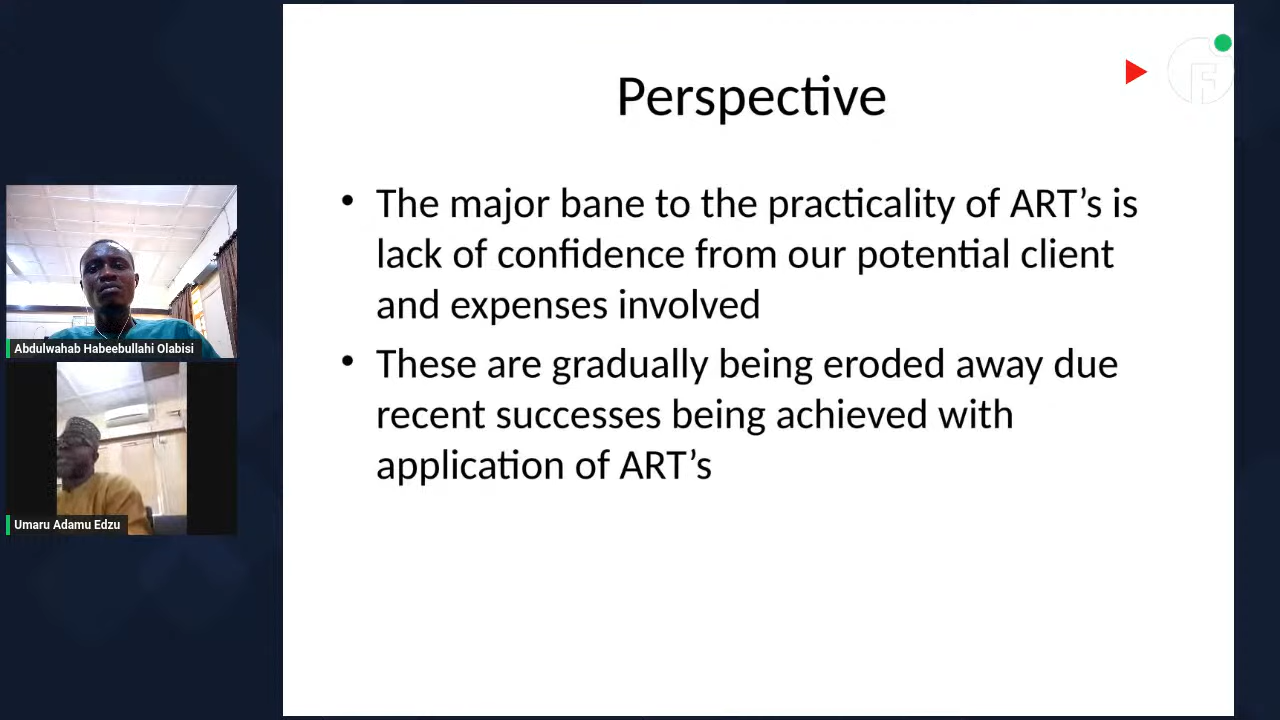 Perspective
• The major bane to the practicality of ART’s is
lack of confidence from our potential client
and expenses involved
• These are gradually being eroded away due
recent successes being achieved with
application of ART’s
Abdulwahab Habeebullahi Olabisi
Umaru Adamu Edzu